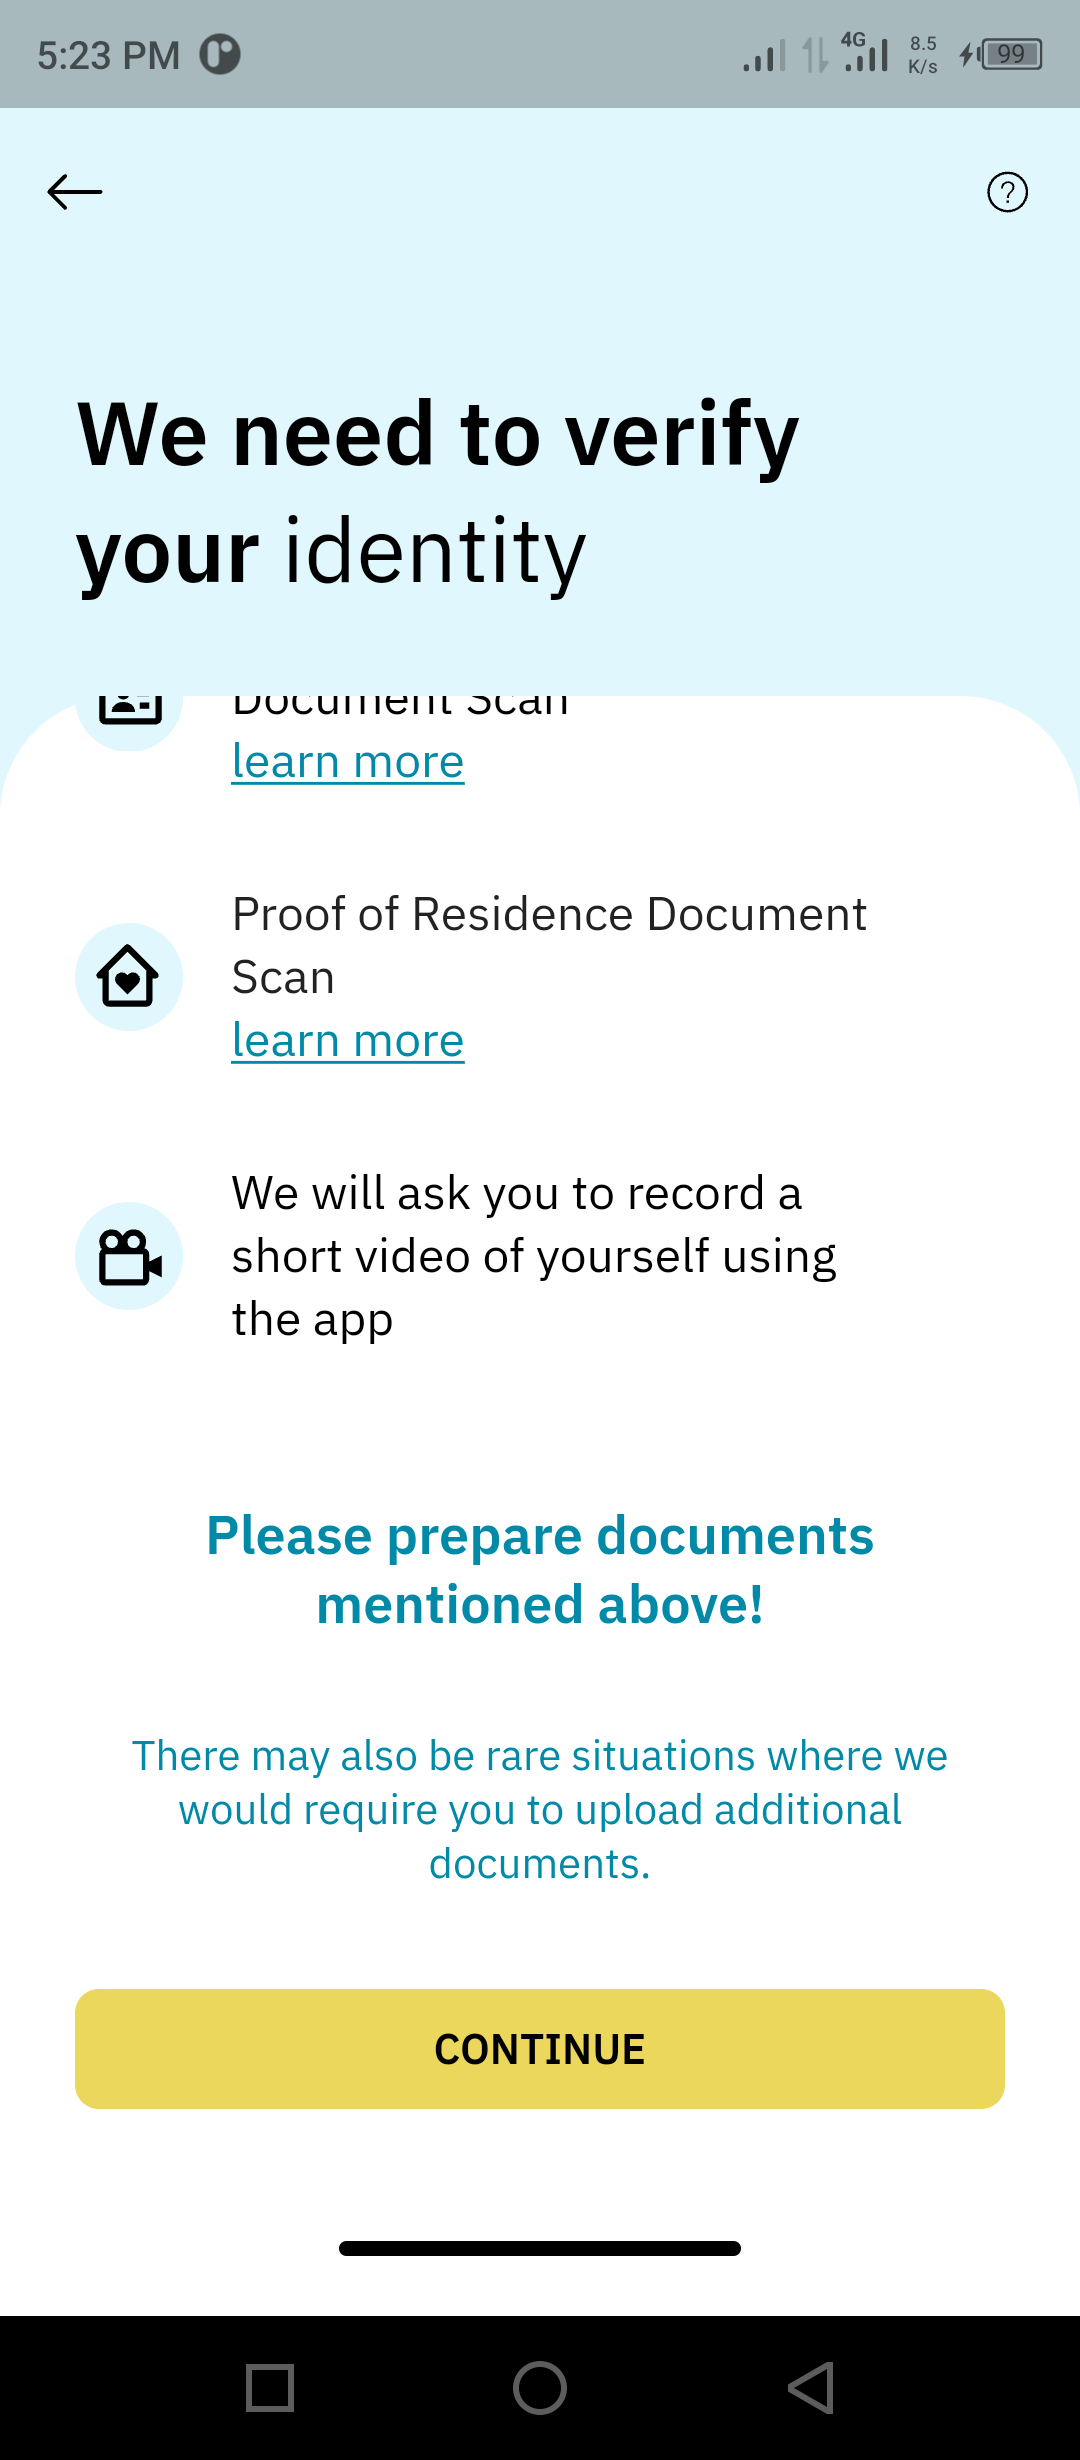 5:23 PM
4G
8.5
K/s
99
We need to verify
your identity
Document Scan
learn more
Proof of Residence Document
Scan
learn more
We will ask you to record a
short video of yourself using
the app
Please prepare documents
mentioned above!
There may also be rare situations where we
would require you to upload additional
documents.
CONTINUE